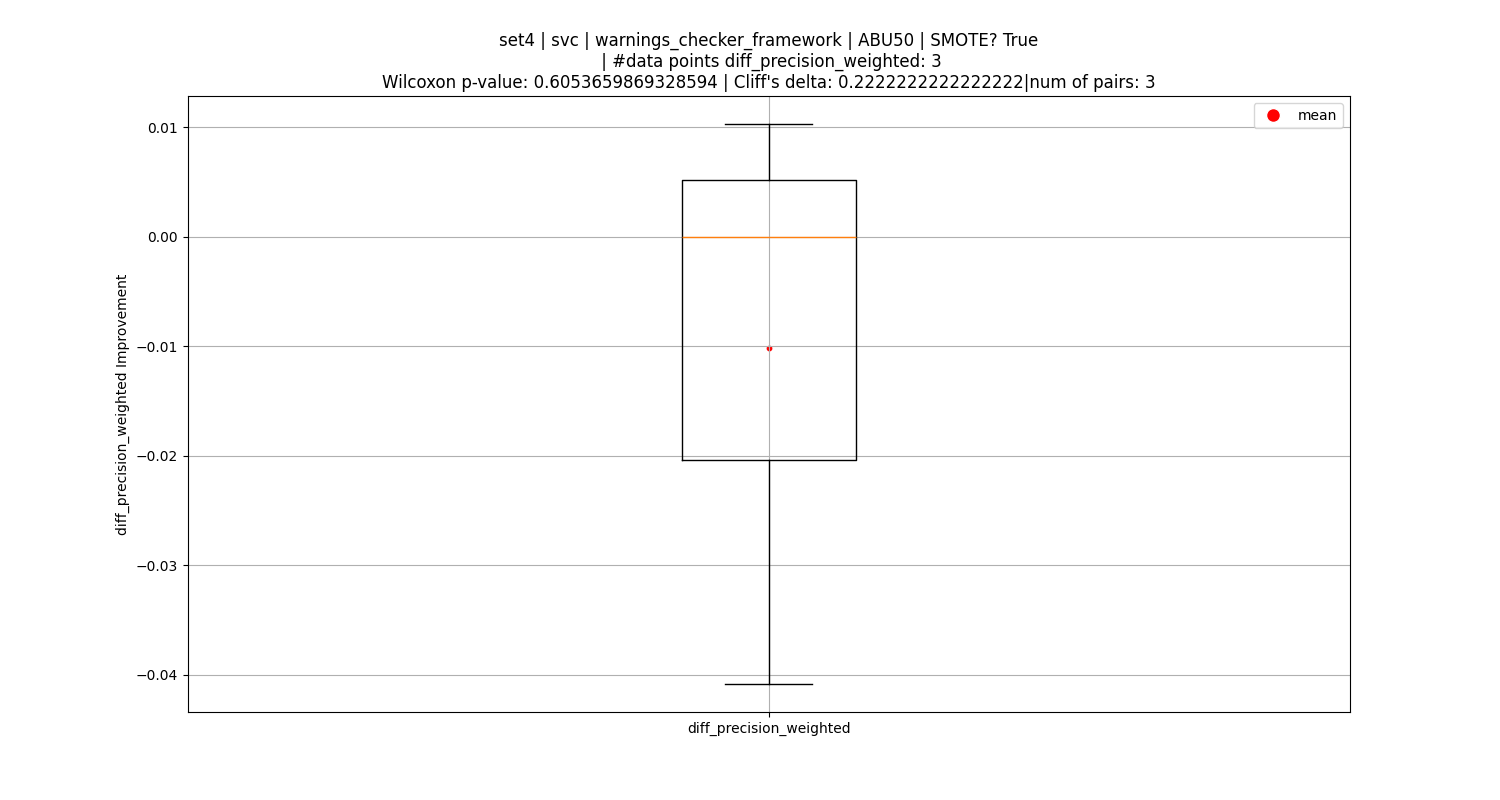 set4 | svc | warnings_checker_framework | ABU50 | SMOTE? True
| #data points diff_precision_weighted: 3
Wilcoxon p-value: 0.6053659869328594 | Cliff's delta: 0.2222222222222222|num of pairs: 3
mean
0.01
0.00
−0.01
−0.02
−0.03
−0.04
diff_precision_weighted Improvement
diff_precision_weighted